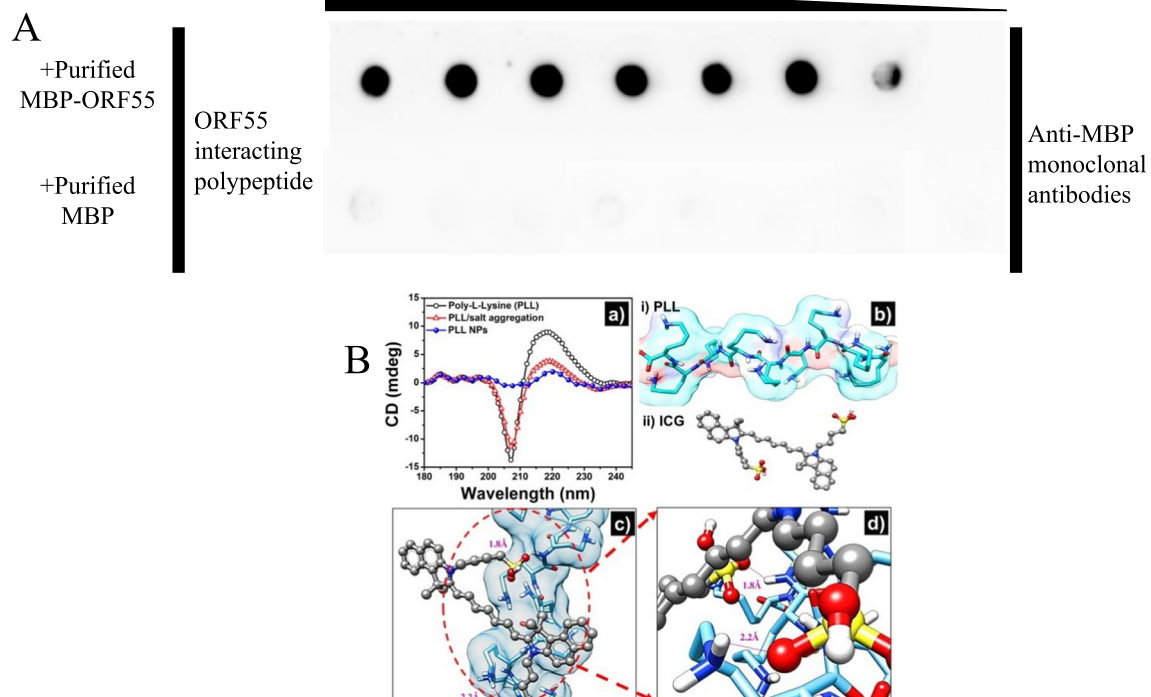 A
+Purified
MBP-ORF55
ORF55
interacting
polypeptide
+Purified
MBP
Anti-MBP
monoclonal
antibodies
B
a)
Poly-L-Lysine (PLL)
PLL/salt aggregation
PLL NPs
CD (mdeg)
15
10
5
0
-5
-10
-15
180 190 200 210 220 230 240
Wavelength (nm)
b)
i) PLL
ii) ICG
c)
1.8Å
2.2Å
d)
1.8Å
2.2Å